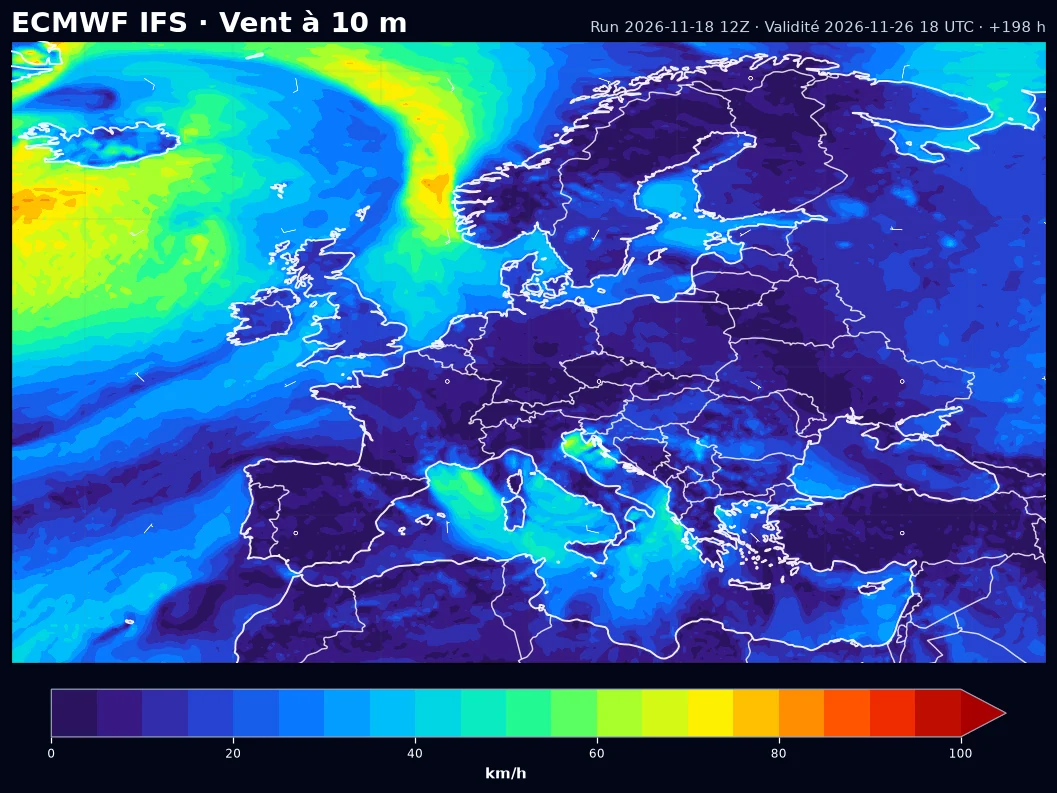 ECMWF IFS · Vent à 10 m
Run 2026-11-18 12Z · Validité 2026-11-26 18 UTC · +198 h
0 20 40 60 80 100
km/h